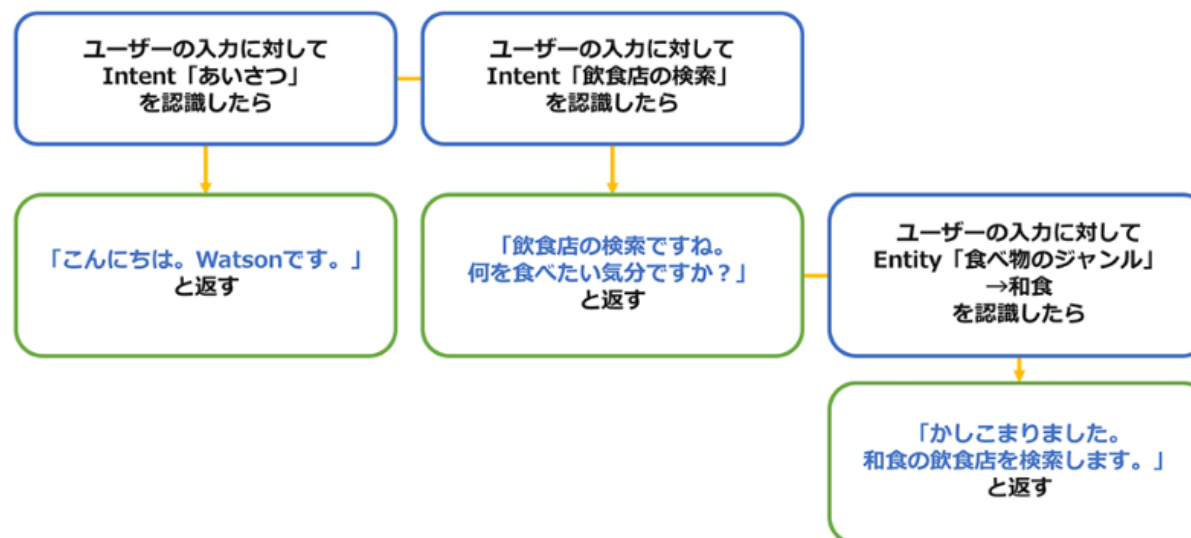 ユーザーの入力に対して
Intent「あいさつ」
を認識したら
ユーザーの入力に対して
Intent「飲食店の検索」
を認識したら
「こんにちは。Watsonです。」
と返す
「飲食店の検索ですね。
何を食べたい気分ですか？」
と返す
ユーザーの入力に対して
Entity「食べ物のジャンル」
→和食
を認識したら
「かしこまりました。
和食の飲食店を検索します。」
と返す